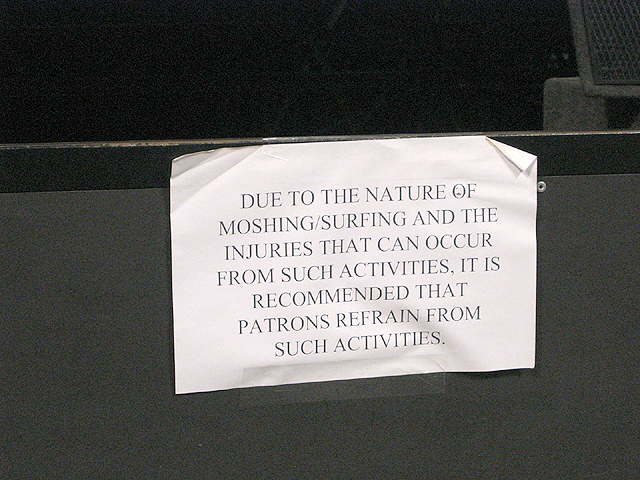 DUE TO THE NATURE OF
MOSHING/SURFING AND THE
INJURIES THAT CAN OCCUR
FROM SUCH ACTIVITIES, IT IS
RECOMMENDED THAT
PATRONS REFRAIN FROM
SUCH ACTIVITIES.